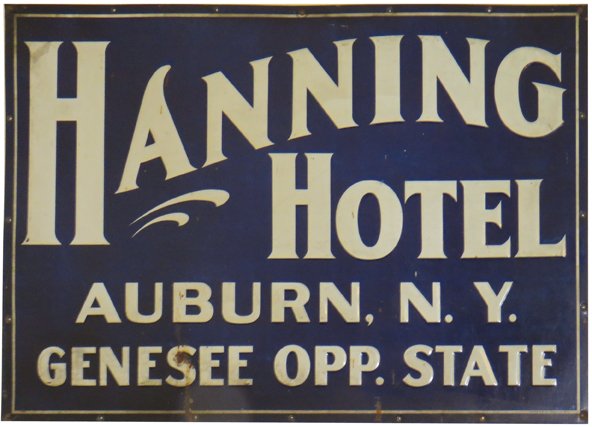 HANNING
HOTEL
AUBURN, N. Y.
GENESEE OPP. STATE